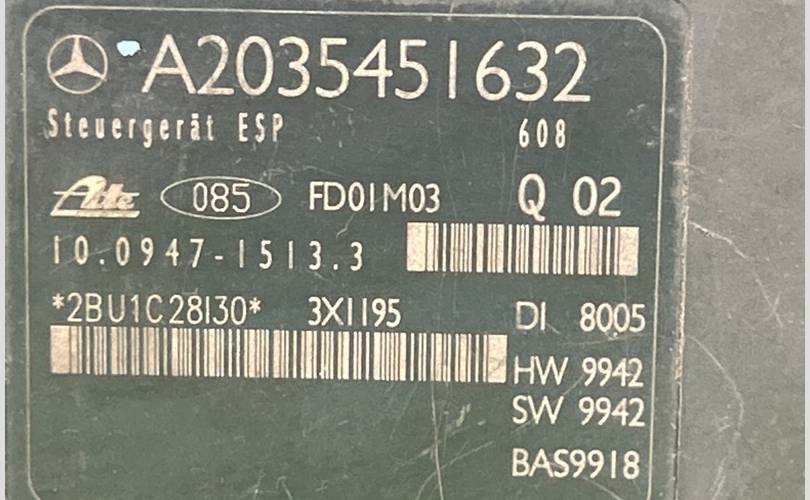 A2035451632
Steuergerät ESP 608
Ate 085 FD01M03 Q 02
10.0947-1513.3
*2BU1C28I30* 3X1195 DI 8005
HW 9942
SW 9942
BAS9918